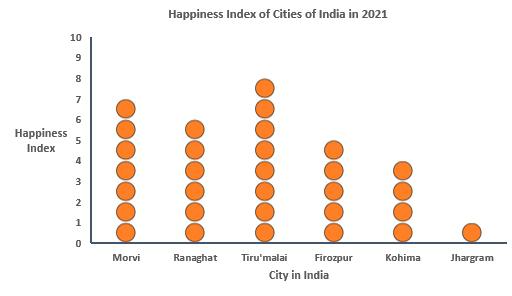 Happiness Index of Cities of India in 2021
10
9
8
7
6
5
4
3
2
1
0
Happiness
Index
Morvi Ranaghat Tiru'malai Firozpur Kohima Jhargram
City in India